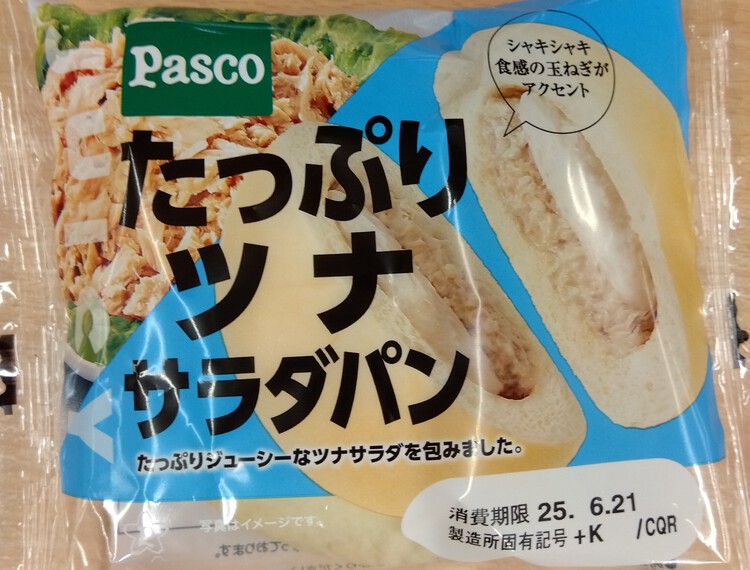 Pasco
シャキシャキ
食感の玉ねぎが
アクセント
たっぷり
ツナ
サラダパン
たっぷりジューシーなツナサラダを包みました。
消費期限 25. 6.21
製造所固有記号 +K /CQR
写真はイメージです。